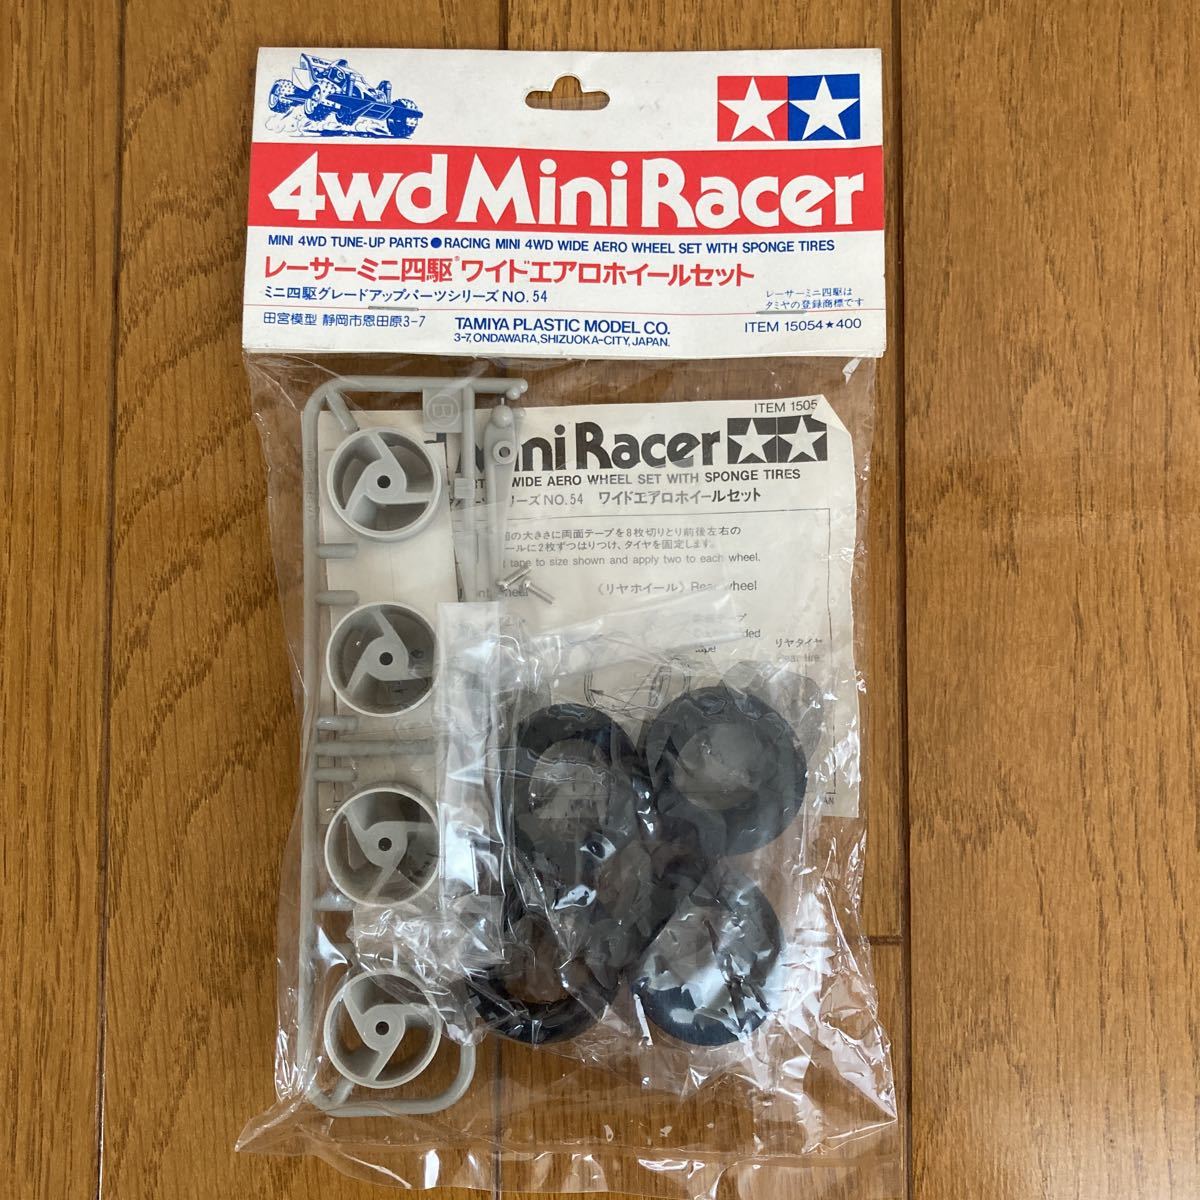 4wd Mini Racer
MINI 4WD TUNE-UP PARTS●RACING MINI 4WD WIDE AERO WHEEL SET WITH SPONGE TIRES
レーサーミニ四駆®ワイドエアロホイールセット
ミニ四駆グレードアップパーツシリーズ NO.54
レーサーミニ四駆は
タミヤの登録商標です
田宮模型 静岡市恩田原3-7
TAMIYA PLASTIC MODEL CO.
3-7, ONDAWARA, SHIZUOKA-CITY, JAPAN.
ITEM 15054★400
ITEM 1505
ini Racer
WIDE AERO WHEEL SET WITH SPONGE TIRES
リーズ NO.54 ワイドエアロホイールセット
の大きさに両面テープを8枚切りとり前後左右の
ールに2枚ずつはりつけ、タイヤを固定します。
tape to size shown and apply two to each wheel.
《リヤホイール》Rear wheel
リヤタイヤ